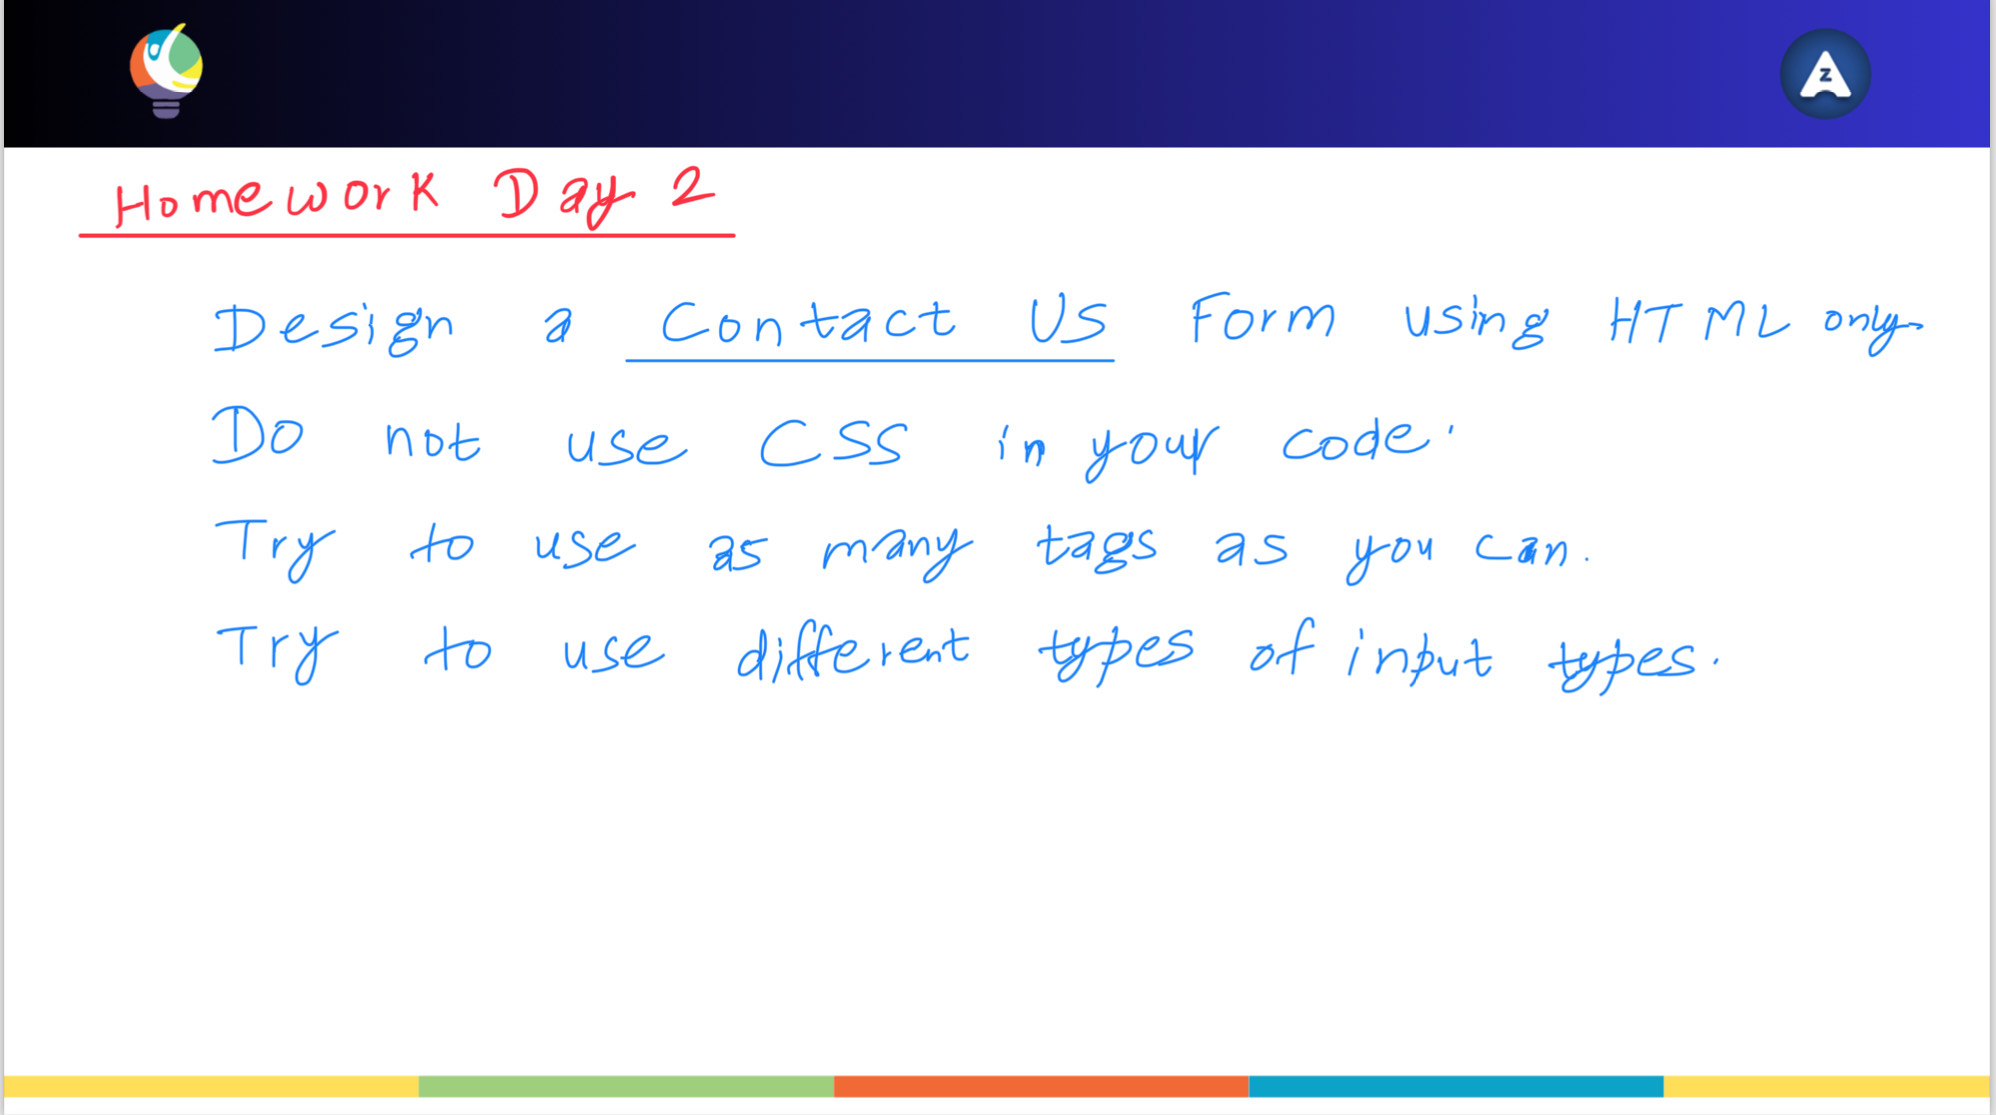 Z
Homework Day 2
Design a Contact Us Form using HTML only.
Do not use CSS in your code.
Try to use as many tags as you can.
Try to use different types of input types.